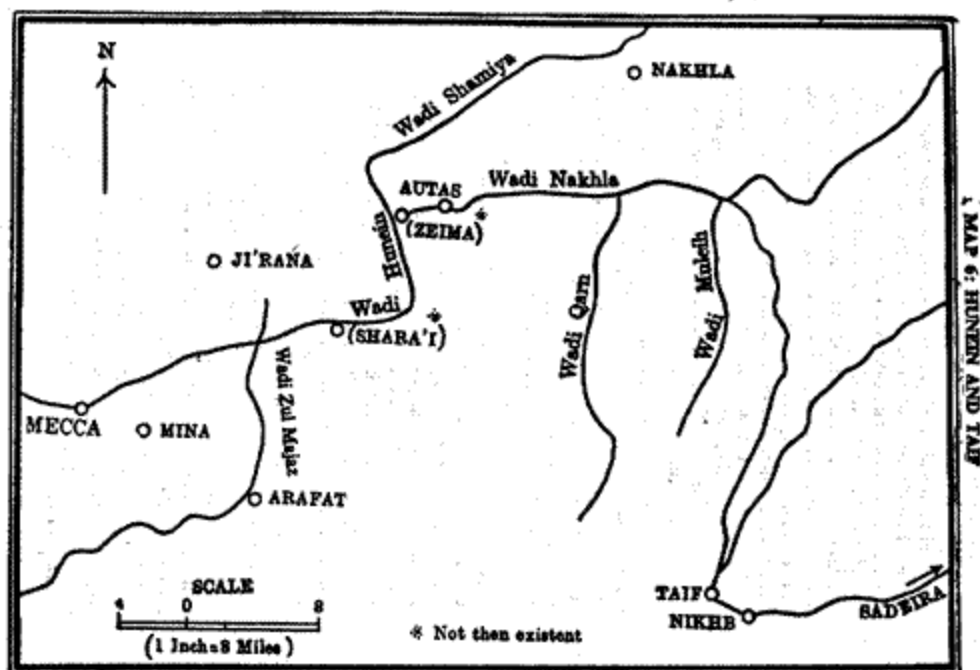 N
NAKHLA
Wadi Shamiya
AUTAS
Wadi Nakhla
(ZEIMA)*
Hunein
JI'RANA
Wadi
(SHARA'I)*
Wadi Qarn
Wadi Muleih
Wadi Zul Majaz
MECCA
MINA
ARAFAT
TAIF
NIKHB
SADEIRA
SCALE
4 0 8
(1 Inch=8 Miles)
* Not then existent
MAP 6: HUNEIN AND TAIF